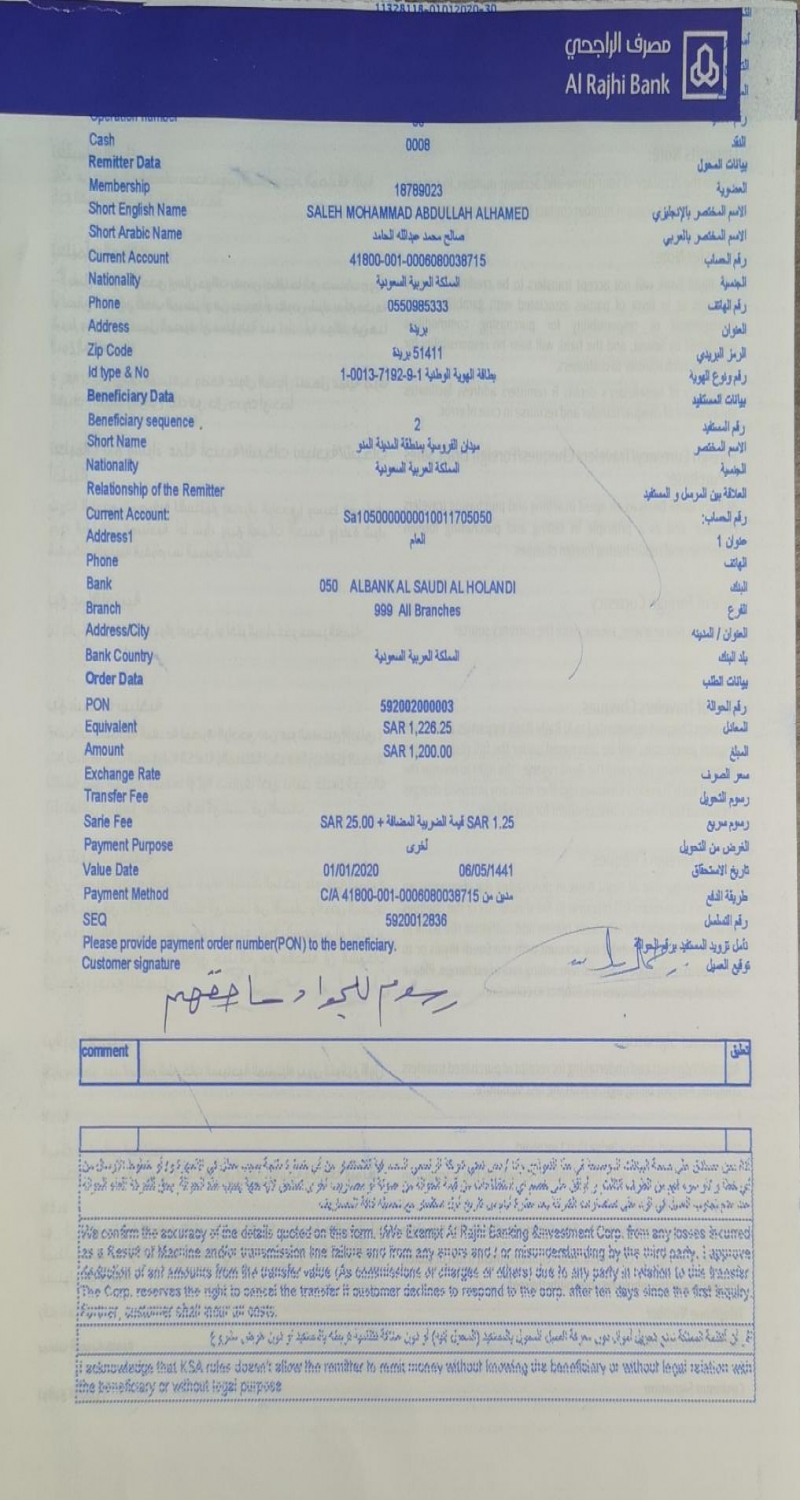 11328118-01012020-30
مصرف الراجحي
Al Rajhi Bank
Operation number
Cash 0008 النقد
Remitter Data بيانات المحول
Membership 18789023 العضوية
Short English Name SALEH MOHAMMAD ABDULLAH ALHAMED الاسم المختصر بالإنجليزي
Short Arabic Name صالح محمد عبدالله الحامد الاسم المختصر بالعربي
Current Account 41800-001-0006080038715 رقم الحساب
Nationality المملكة العربية السعودية الجنسية
Phone 0550985333 رقم الهاتف
Address بريدة العنوان
Zip Code 51411 بريدة الرمز البريدي
Id type & No بطاقة الهوية الوطنية 1-9-7192-0013-1 رقم ونوع الهوية
Beneficiary Data بيانات المستفيد
Beneficiary sequence 2 رقم المستفيد
Short Name ميدان الفروسية بمنطقة المدينة المنو الاسم المختصر
Nationality المملكة العربية السعودية الجنسية
Relationship of the Remitter العلاقة بين المرسل و المستفيد
Current Account: Sa1050000000010011705050 رقم الحساب:
Address1 العام عنوان 1
Phone الهاتف
Bank 050 ALBANK AL SAUDI AL HOLANDI البنك
Branch 999 All Branches الفرع
Address/City العنوان / المدينه
Bank Country المملكة العربية السعودية بلد البنك
Order Data بيانات الطلب
PON 592002000003 رقم الحوالة
Equivalent SAR 1,226.25 المعادل
Amount SAR 1,200.00 المبلغ
Exchange Rate سعر الصرف
Transfer Fee رسوم التحويل
Sarie Fee SAR 25.00 + قيمة الضريبة المضافة SAR 1.25 رسوم سريع
Payment Purpose أخرى الغرض من التحويل
Value Date 01/01/2020 06/05/1441 تاريخ الاستحقاق
Payment Method C/A 41800-001-0006080038715 مدين من طريقة الدفع
SEQ 5920012836 رقم التسلسل
Please provide payment order number(PON) to the beneficiary. نأمل تزويد المستفيد برقم الحوالة
Customer signature توقيع العميل
رسوم للجواد
comment تعليق
We confirm the accuracy of the details quoted on this form. I/We Exempt Al Rajhi Banking &Investment Corp. from any losses incurred
as a Result of Machine and/or transmission line failure and from any errors and / or misunderstanding by the third party. I approve
deduction of ant amounts from the transfer value (As commissions or charges or others) due to any party in relation to this transfer
The Corp. reserves the right to cancel the transfer if customer declines to respond to the corp. after ten days since the first inquiry.
Further, customer shall incur all costs.
I acknowledge that KSA rules doesn't allow the remitter to remit money without knowing the beneficiary or without legal relation with
the beneficiary or without legal purpose